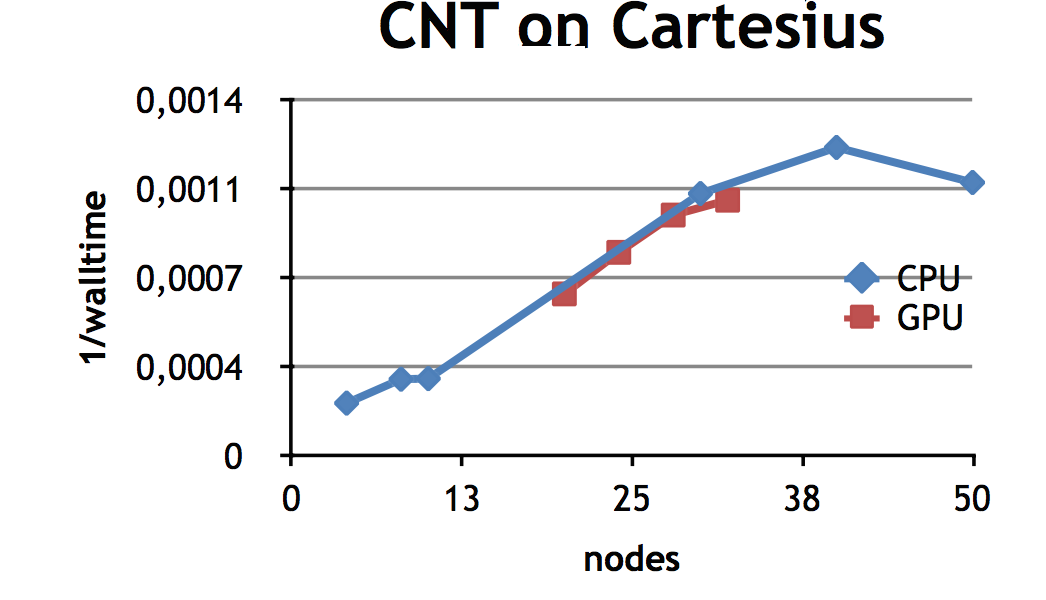 CNT on Cartesius
0,0014
0,0011
0,0007
0,0004
0
1/walltime
CPU
GPU
0 13 25 38 50
nodes